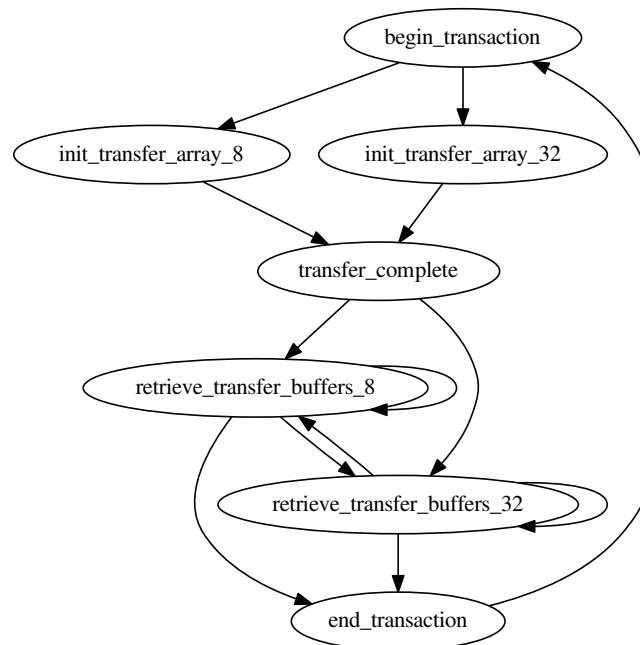 begin_transaction
init_transfer_array_8
init_transfer_array_32
transfer_complete
retrieve_transfer_buffers_8
retrieve_transfer_buffers_32
end_transaction